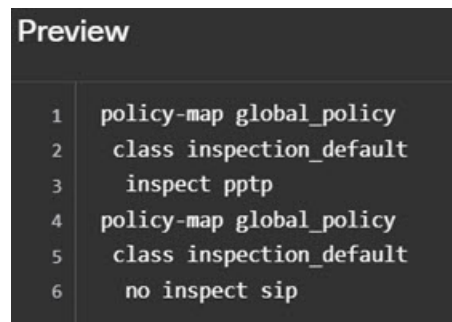 Preview
1 policy-map global_policy
2 class inspection_default
3 inspect pptp
4 policy-map global_policy
5 class inspection_default
6 no inspect sip